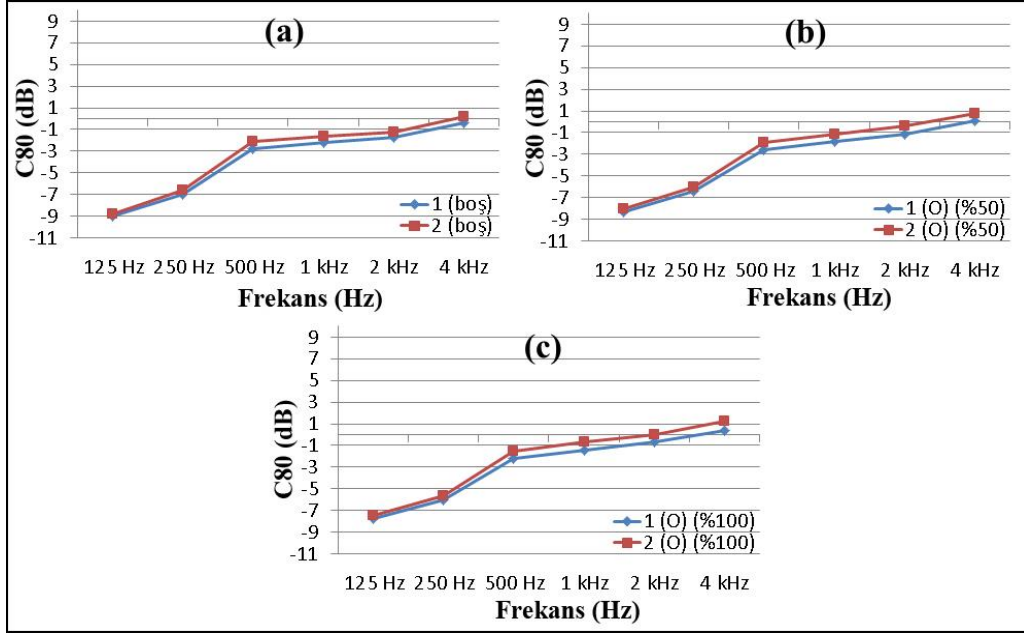 (a)
C80 (dB)
9
7
5
3
1
-1
-3
-5
-7
-9
-11
1 (boş)
2 (boş)
125 Hz 250 Hz 500 Hz 1 kHz 2 kHz 4 kHz
Frekans (Hz)
(b)
C80 (dB)
9
7
5
3
1
-1
-3
-5
-7
-9
-11
1 (O) (%50)
2 (O) (%50)
125 Hz 250 Hz 500 Hz 1 kHz 2 kHz 4 kHz
Frekans (Hz)
(c)
C80 (dB)
9
7
5
3
1
-1
-3
-5
-7
-9
-11
1 (O) (%100)
2 (O) (%100)
125 Hz 250 Hz 500 Hz 1 kHz 2 kHz 4 kHz
Frekans (Hz)